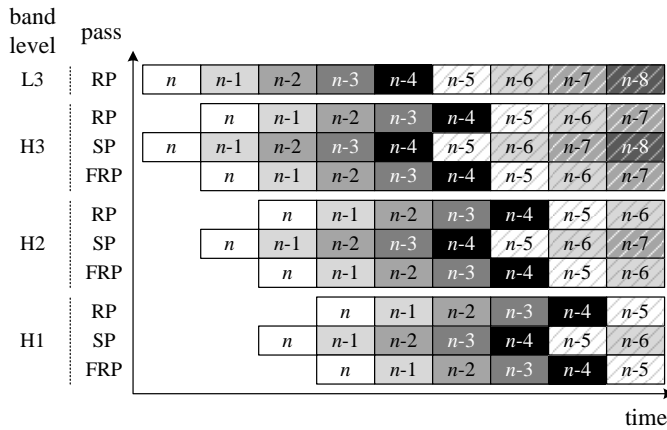 band
level pass
L3 RP n n-1 n-2 n-3 n-4 n-5 n-6 n-7 n-8
RP n n-1 n-2 n-3 n-4 n-5 n-6 n-7
H3 SP n n-1 n-2 n-3 n-4 n-5 n-6 n-7 n-8
FRP n n-1 n-2 n-3 n-4 n-5 n-6 n-7
RP n n-1 n-2 n-3 n-4 n-5 n-6
H2 SP n n-1 n-2 n-3 n-4 n-5 n-6 n-7
FRP n n-1 n-2 n-3 n-4 n-5 n-6
RP n n-1 n-2 n-3 n-4 n-5
H1 SP n n-1 n-2 n-3 n-4 n-5 n-6
FRP n n-1 n-2 n-3 n-4 n-5
time